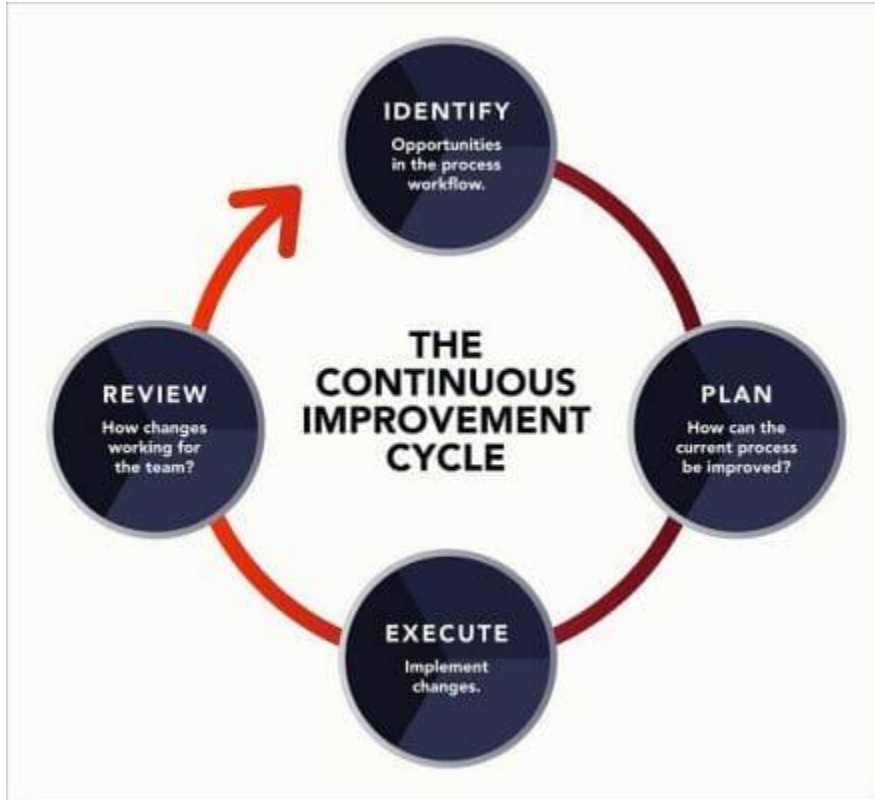 IDENTIFY
Opportunities
in the process
workflow.
THE
CONTINUOUS
IMPROVEMENT
CYCLE
REVIEW
How changes
working for
the team?
PLAN
How can the
current process
be improved?
EXECUTE
Implement
changes.